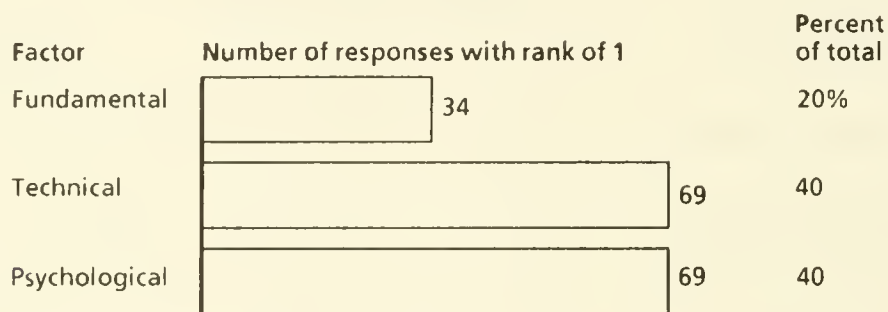 Percent
Factor Number of responses with rank of 1 of total
Fundamental 34 20%
Technical 69 40
Psychological 69 40